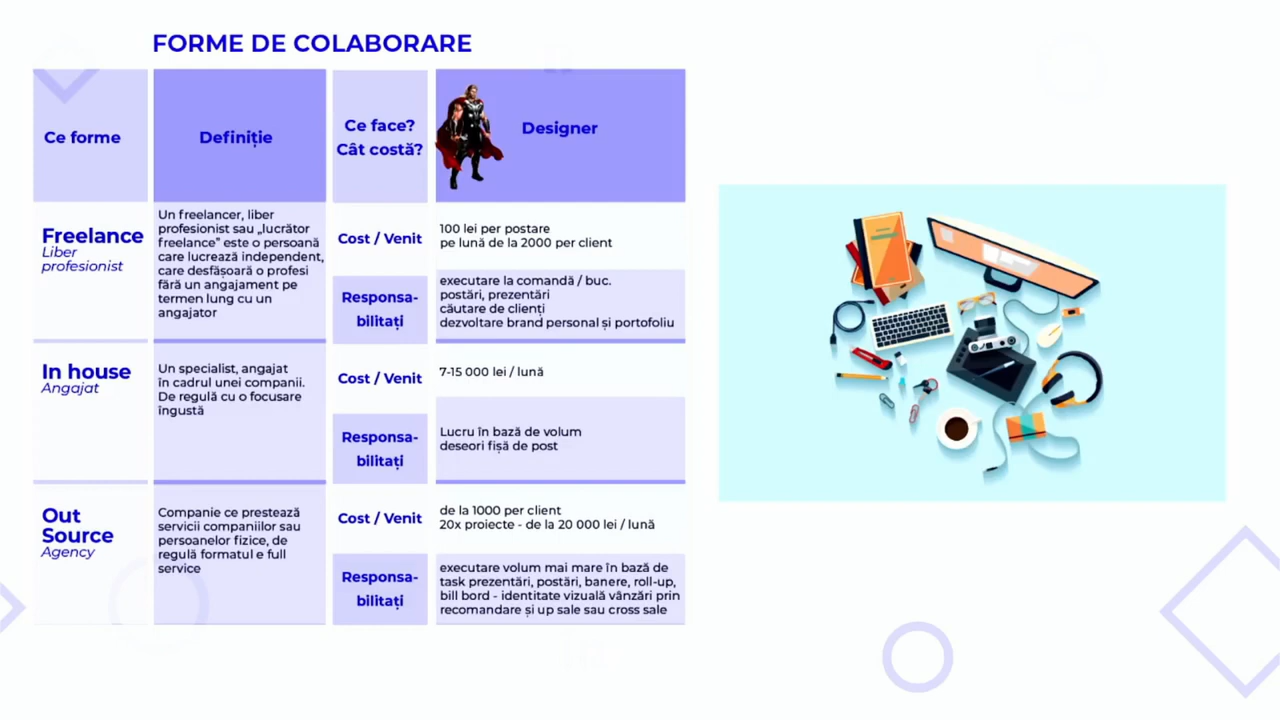 FORME DE COLABORARE
Ce forme
Definiție
Ce face?
Cât costă?
Designer
Freelance
Liber
profesionist
Un freelancer, liber
profesionist sau „lucrător
freelance” este o persoană
care lucrează independent,
care desfășoară o profesi
fără un angajament pe
termen lung cu un
angajator
Cost / Venit
100 lei per postare
pe lună de la 2000 per client
Responsa-
bilitați
executare la comandă / buc.
postări, prezentări
căutare de clienți
dezvoltare brand personal și portofoliu
In house
Angajat
Un specialist, angajat
în cadrul unei companii.
De regulă cu o focusare
îngustă
Cost / Venit
7-15 000 lei / lună
Responsa-
bilitați
Lucru în bază de volum
deseori fișă de post
Out
Source
Agency
Companie ce prestează
servicii companiilor sau
persoanelor fizice, de
regulă formatul e full
service
Cost / Venit
de la 1000 per client
20x proiecte - de la 20 000 lei / lună
Responsa-
bilitați
executare volum mai mare în bază de
task prezentări, postări, banere, roll-up,
bill bord - identitate vizuală vânzări prin
recomandare și up sale sau cross sale